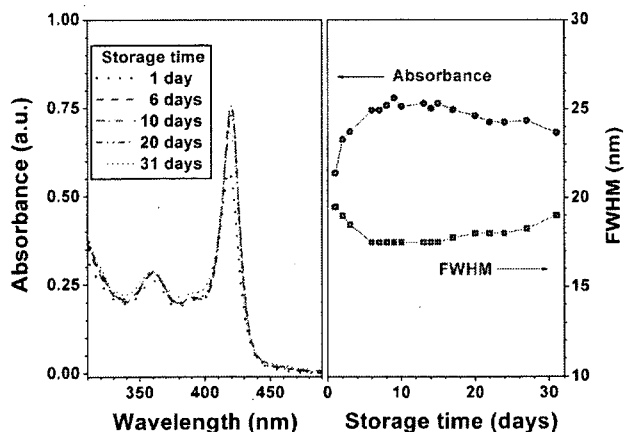 1.00
0.75
0.50
0.25
0.00
Absorbance (a.u.)
Storage time
1 day
6 days
10 days
20 days
31 days
350
400
450
Wavelength (nm)
Absorbance
FWHM
0
10
20
30
Storage time (days)
30
25
20
15
10
FWHM (nm)